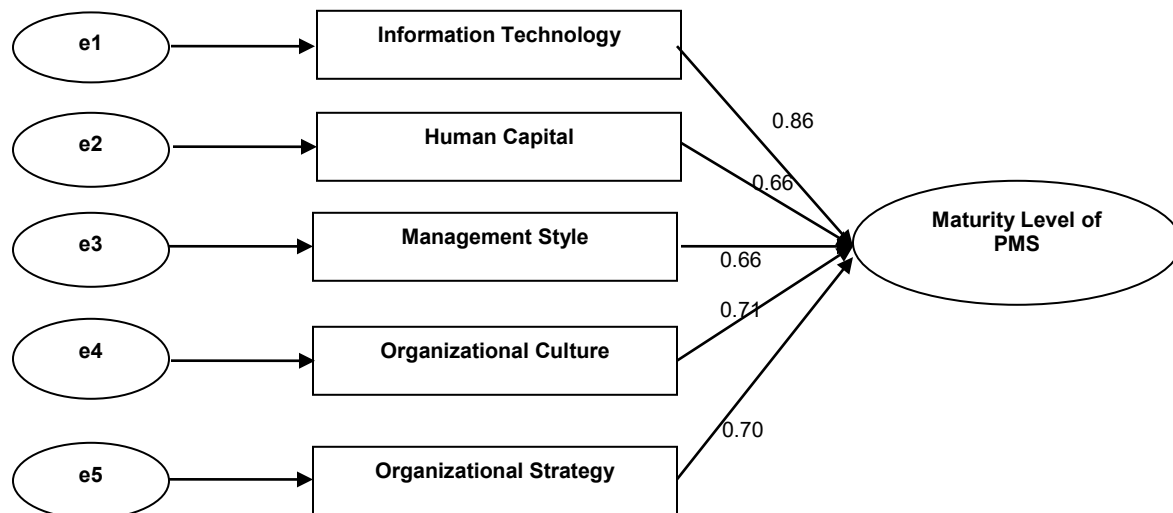 e1
Information Technology
0.86
e2
Human Capital
0.66
e3
Management Style
0.66
Maturity Level of
PMS
e4
Organizational Culture
0.71
e5
Organizational Strategy
0.70